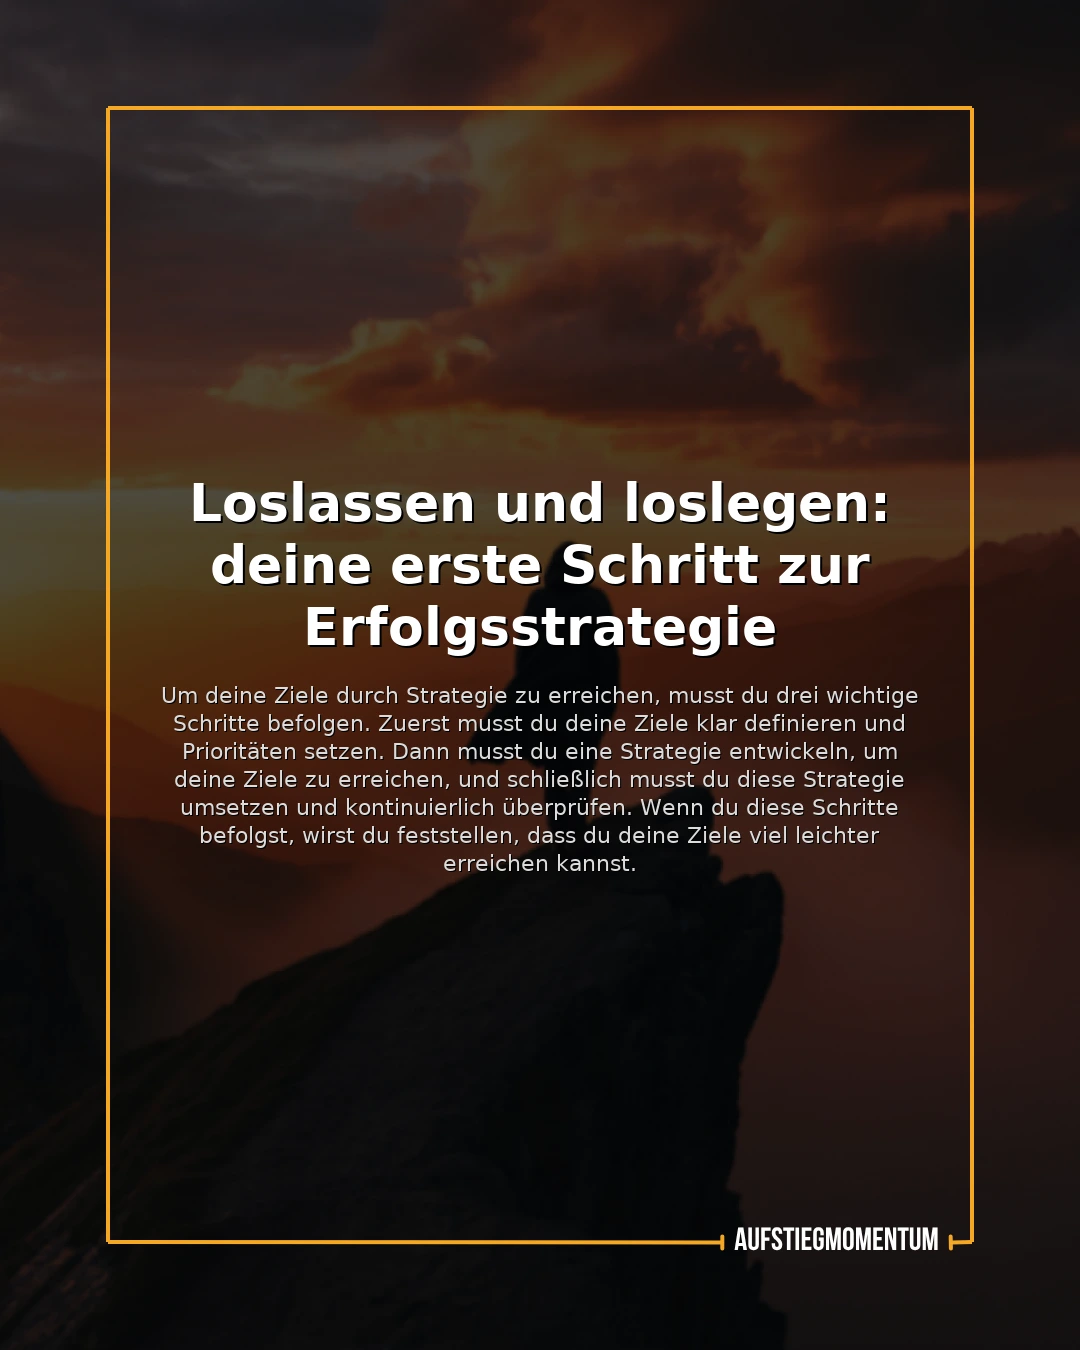 Loslassen und loslegen:
deine erste Schritt zur
Erfolgsstrategie
Um deine Ziele durch Strategie zu erreichen, musst du drei wichtige
Schritte befolgen. Zuerst musst du deine Ziele klar definieren und
Prioritäten setzen. Dann musst du eine Strategie entwickeln, um
deine Ziele zu erreichen, und schließlich musst du diese Strategie
umsetzen und kontinuierlich überprüfen. Wenn du diese Schritte
befolgst, wirst du feststellen, dass du deine Ziele viel leichter
erreichen kannst.
AUFSTIEGMOMENTUM